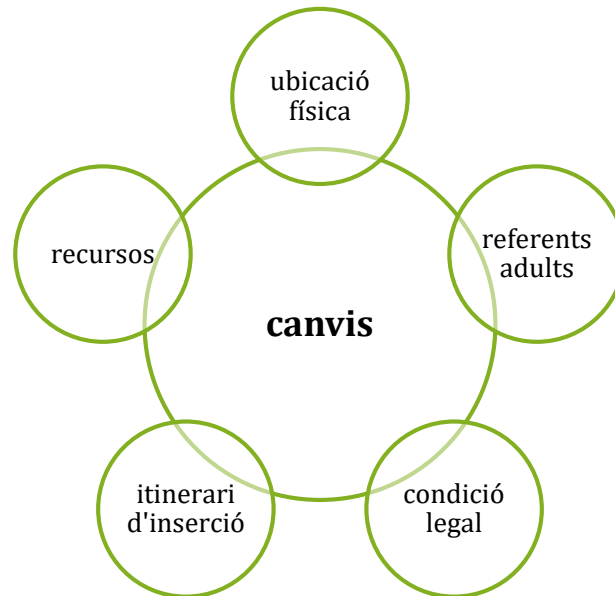 ubicació
física
referents
adults
condició
legal
itinerari
d'inserció
recursos
canvis